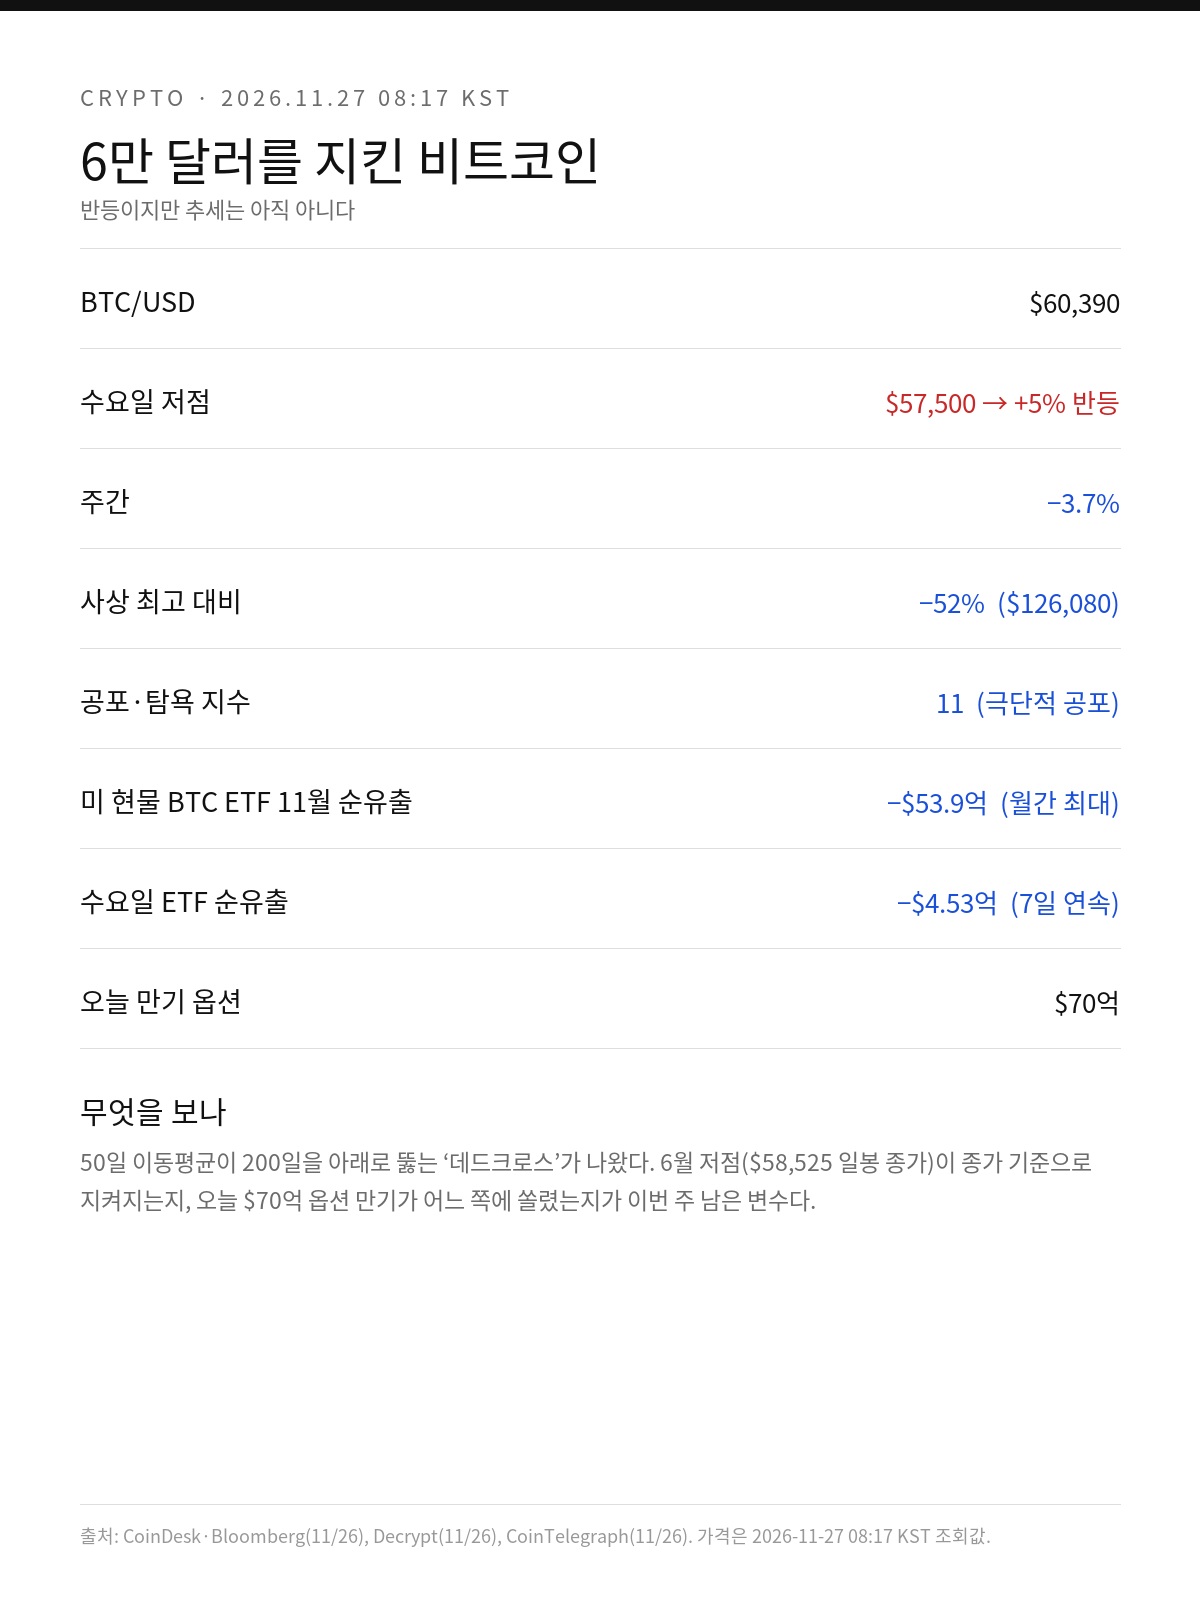 CRYPTO · 2026.11.27 08:17 KST
6만 달러를 지킨 비트코인
반등이지만 추세는 아직 아니다
BTC/USD $60,390
수요일 저점 $57,500 → +5% 반등
주간 −3.7%
사상 최고 대비 −52% ($126,080)
공포·탐욕 지수 11 (극단적 공포)
미 현물 BTC ETF 11월 순유출 −$53.9억 (월간 최대)
수요일 ETF 순유출 −$4.53억 (7일 연속)
오늘 만기 옵션 $70억
무엇을 보나
50일 이동평균이 200일을 아래로 뚫는 ‘데드크로스’가 나왔다. 6월 저점($58,525 일봉 종가)이 종가 기준으로
지켜지는지, 오늘 $70억 옵션 만기가 어느 쪽에 쏠렸는지가 이번 주 남은 변수다.
출처: CoinDesk·Bloomberg(11/26), Decrypt(11/26), CoinTelegraph(11/26). 가격은 2026-11-27 08:17 KST 조회값.